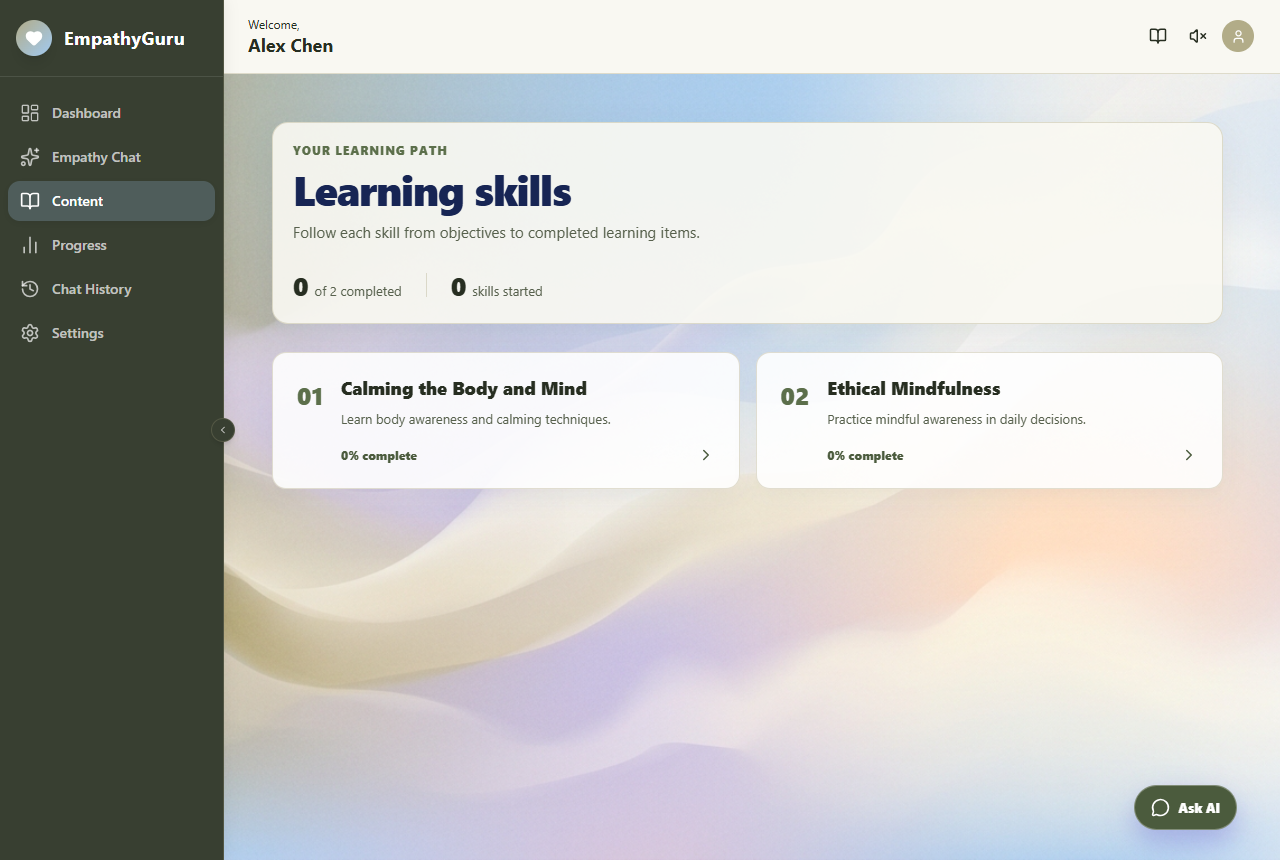 EmpathyGuru
Dashboard
Empathy Chat
Content
Progress
Chat History
Settings
Welcome,
Alex Chen
YOUR LEARNING PATH
Learning skills
Follow each skill from objectives to completed learning items.
0 of 2 completed
0 skills started
01
Calming the Body and Mind
Learn body awareness and calming techniques.
0% complete
02
Ethical Mindfulness
Practice mindful awareness in daily decisions.
0% complete
Ask AI